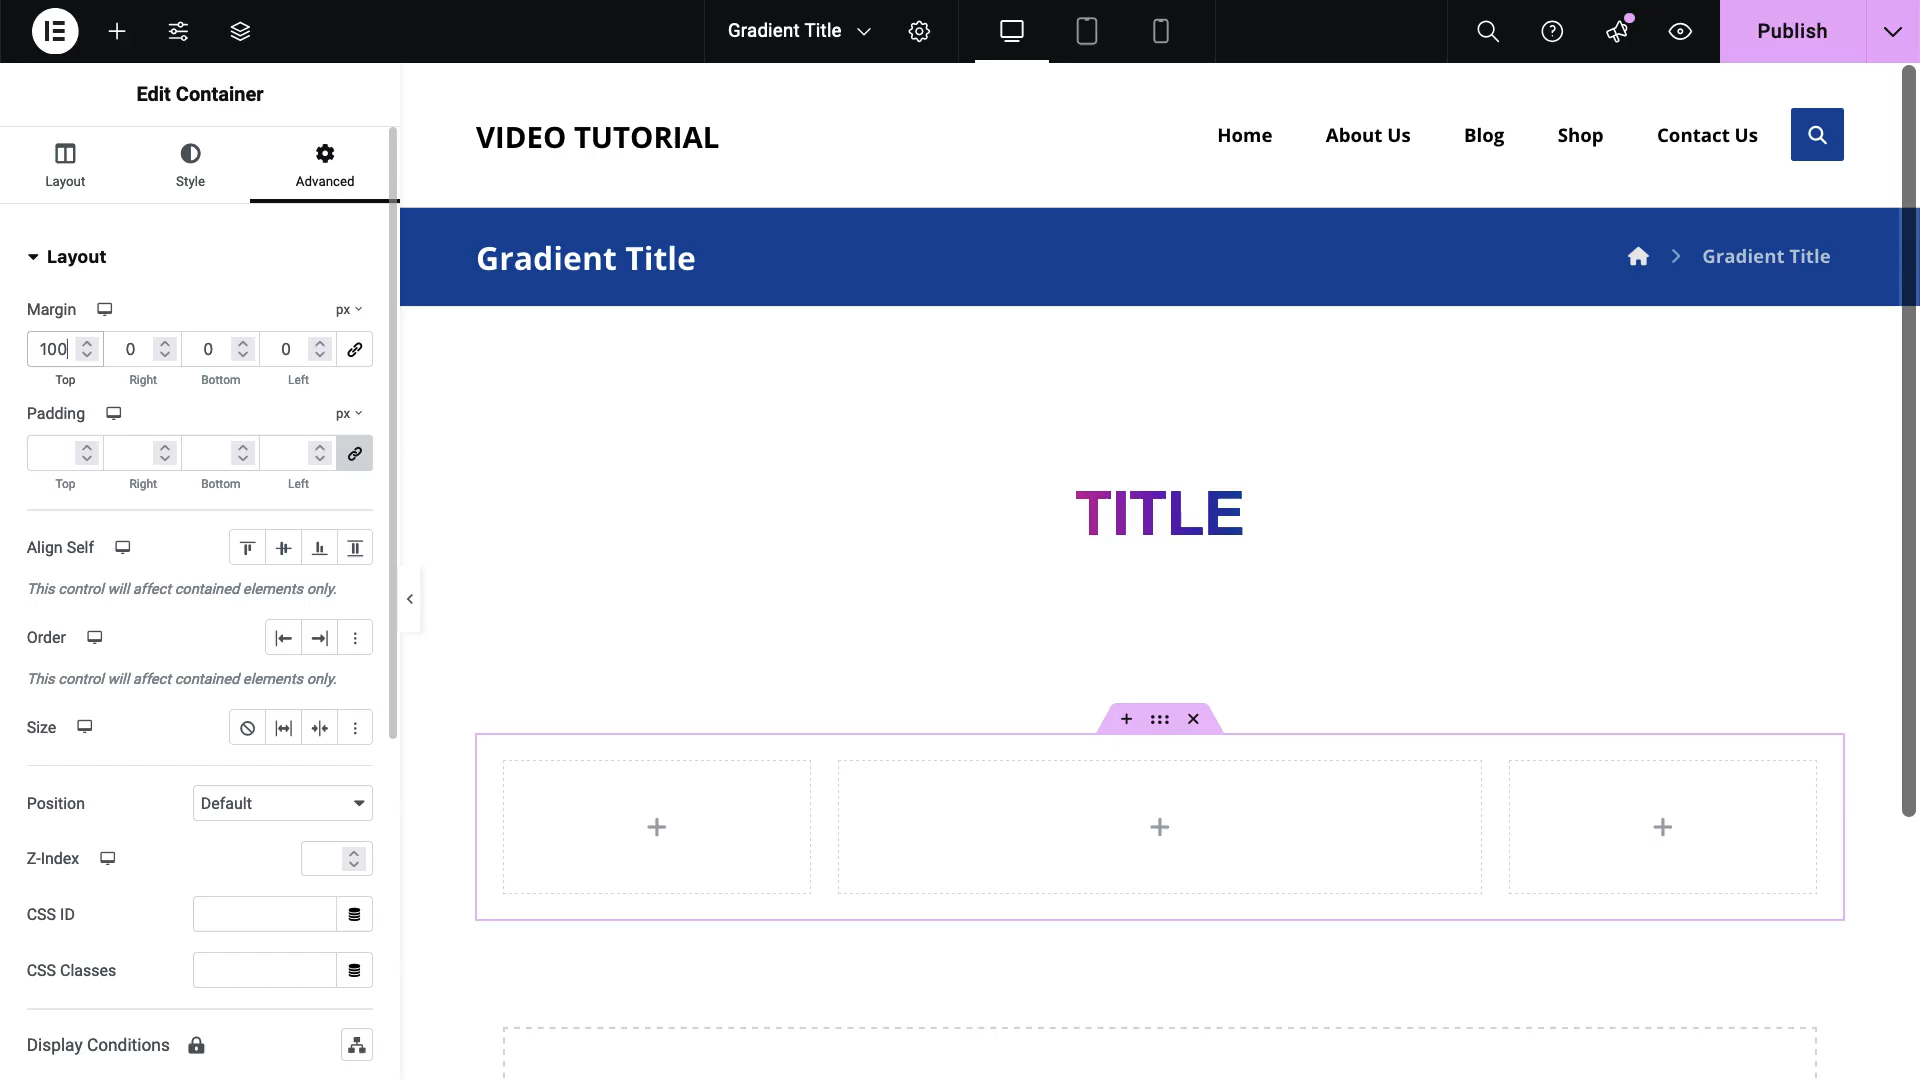 Gradient Title
Publish
Edit Container
Layout
Style
Advanced
Layout
Margin
px
100
0
0
0
Top
Right
Bottom
Left
Padding
px
Top
Right
Bottom
Left
Align Self
This control will affect contained elements only.
Order
This control will affect contained elements only.
Size
Position
Default
Z-Index
CSS ID
CSS Classes
Display Conditions
VIDEO TUTORIAL
Home
About Us
Blog
Shop
Contact Us
Gradient Title
Gradient Title
TITLE